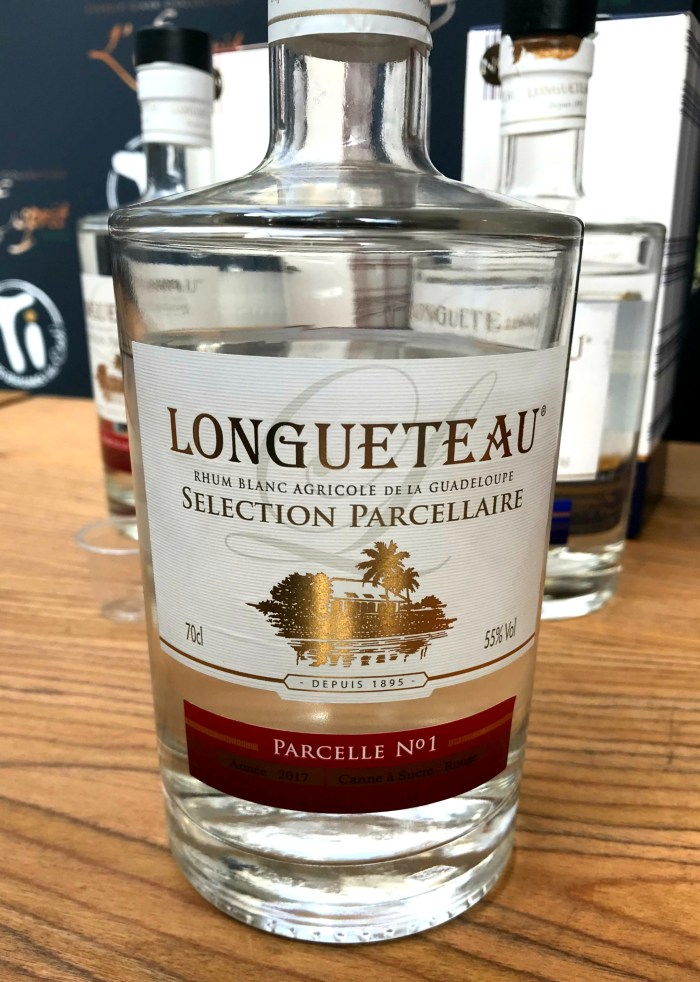 LONGUETEAU®
RHUM BLANC AGRICOLE DE LA GUADELOUPE
SELECTION PARCELLAIRE
70cl
55% Vol
- DEPUIS 1895 -
PARCELLE Nº1
Année : 2017 | Canne à Sucre : Rouge